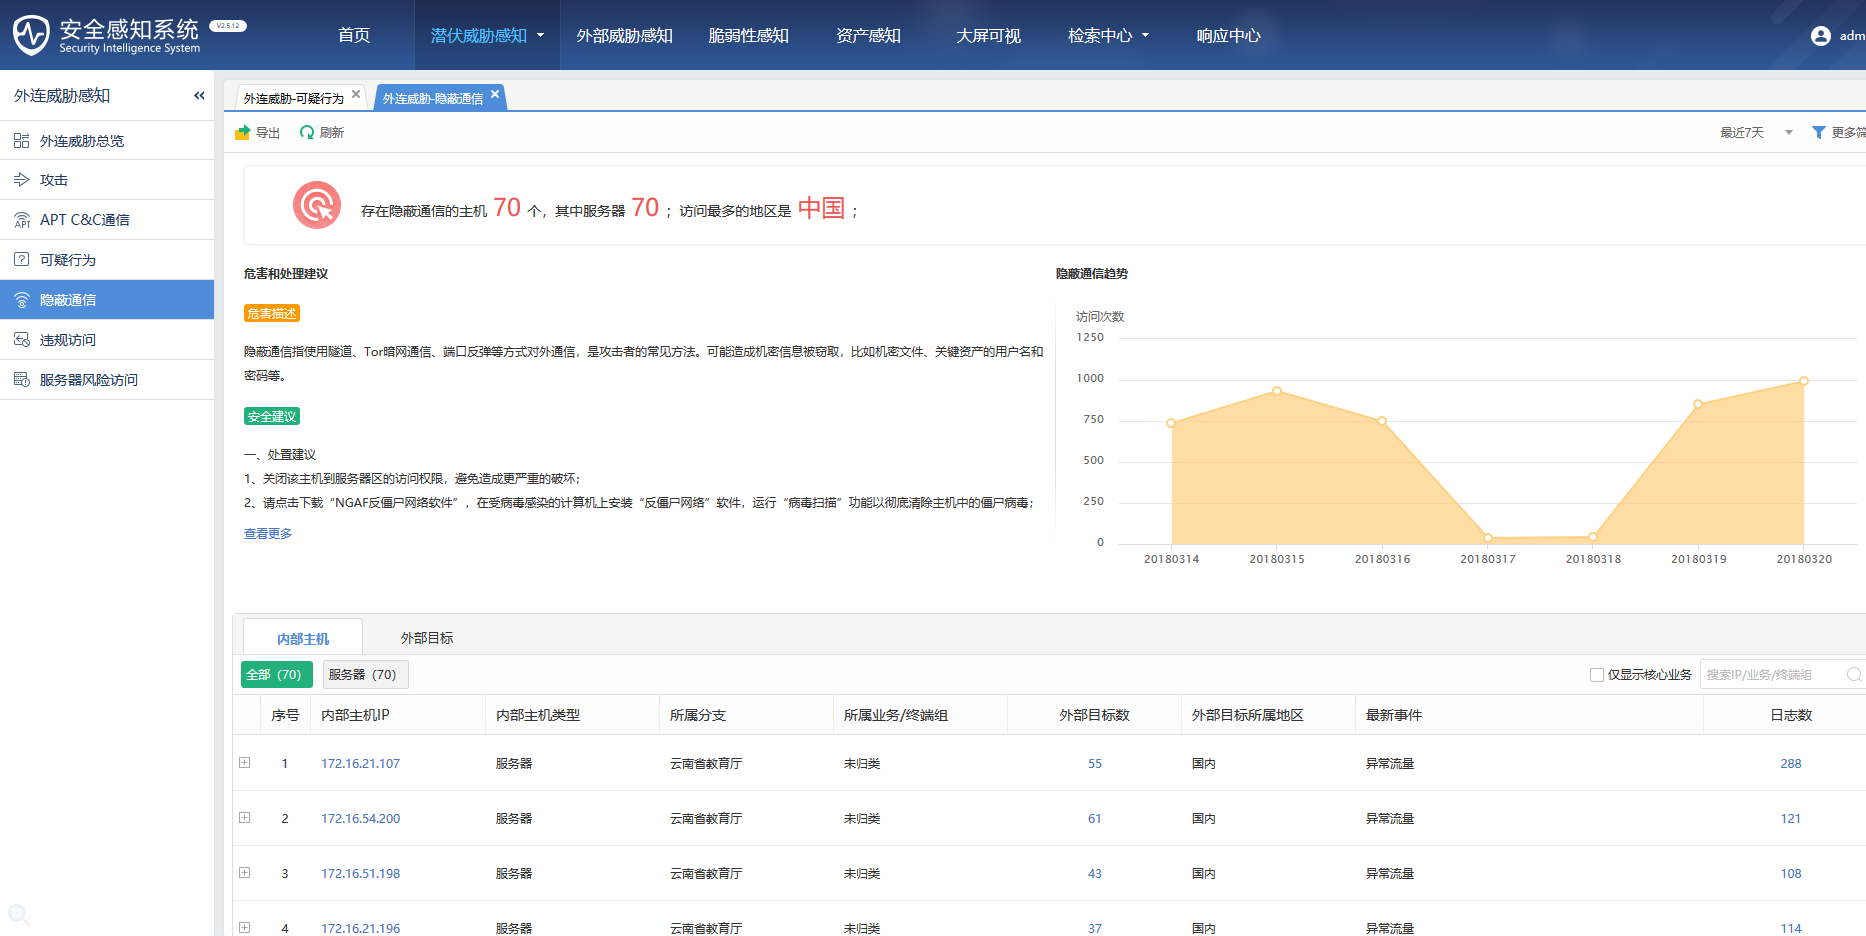 安全感知系统 V2.5.12
Security Intelligence System
首页
潜伏威胁感知
外部威胁感知
脆弱性感知
资产感知
大屏可视
检索中心
响应中心
adm
外连威胁感知
外连威胁总览
攻击
APT C&C通信
可疑行为
隐蔽通信
违规访问
服务器风险访问
外连威胁-可疑行为
外连威胁-隐蔽通信
导出 刷新
最近7天
更多筛
存在隐蔽通信的主机 70 个，其中服务器 70 ；访问最多的地区是 中国 ；
危害和处理建议
危害描述
隐蔽通信指使用隧道、Tor暗网通信、端口反弹等方式对外通信，是攻击者的常见方法。可能造成机密信息被窃取，比如机密文件、关键资产的用户名和
密码等。
安全建议
一、处置建议
1、关闭该主机到服务器区的访问权限，避免造成更严重的破坏；
2、请点击下载“NGAF反僵尸网络软件”，在受病毒感染的计算机上安装“反僵尸网络”软件，运行“病毒扫描”功能以彻底清除主机中的僵尸病毒；
查看更多
隐蔽通信趋势
访问次数
1250
1000
750
500
250
0
20180314 20180315 20180316 20180317 20180318 20180319 20180320
内部主机 外部目标
全部（70） 服务器（70）
仅显示核心业务
搜索IP/业务/终端组
序号 内部主机IP 内部主机类型 所属分支 所属业务/终端组 外部目标数 外部目标所属地区 最新事件 日志数
1 172.16.21.107 服务器 云南省教育厅 未归类 55 国内 异常流量 288
2 172.16.54.200 服务器 云南省教育厅 未归类 61 国内 异常流量 121
3 172.16.51.198 服务器 云南省教育厅 未归类 43 国内 异常流量 108
4 172.16.21.196 服务器 云南省教育厅 未归类 37 国内 异常流量 114